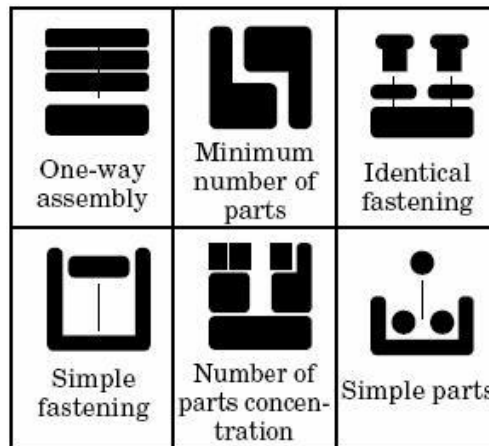 One-way
assembly
Minimum
number of
parts
Identical
fastening
Simple
fastening
Number of
parts concen-
tration
Simple parts